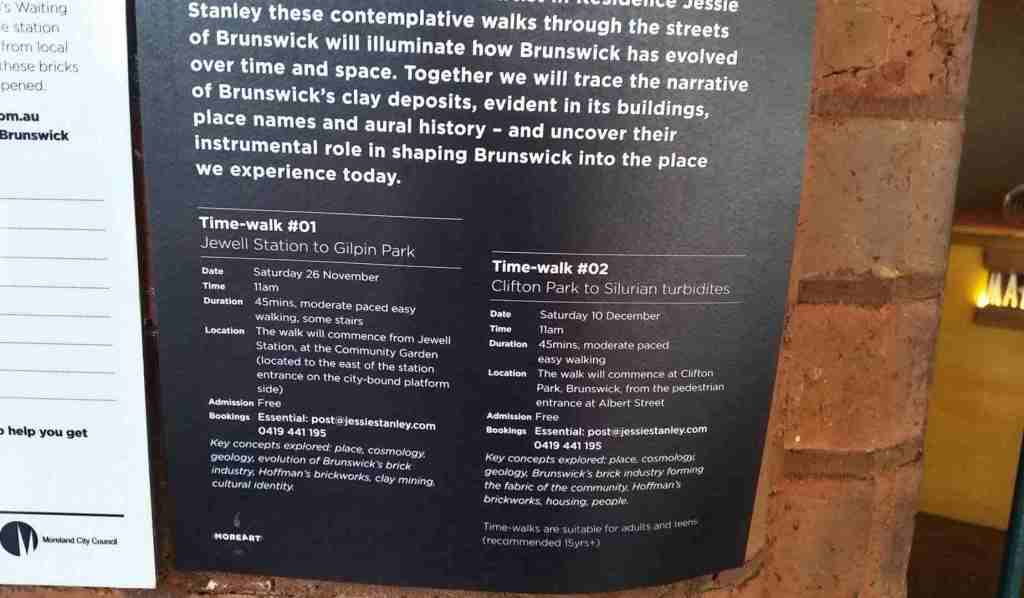 's Waiting
e station
from local
these bricks
pened.
om.au
Brunswick
o help you get
Moreland City Council
in Residence Jessie
Stanley these contemplative walks through the streets
of Brunswick will illuminate how Brunswick has evolved
over time and space. Together we will trace the narrative
of Brunswick's clay deposits, evident in its buildings,
place names and aural history – and uncover their
instrumental role in shaping Brunswick into the place
we experience today.
Time-walk #01
Jewell Station to Gilpin Park
Date Saturday 26 November
Time 11am
Duration 45mins, moderate paced easy
walking, some stairs
Location The walk will commence from Jewell
Station, at the Community Garden
(located to the east of the station
entrance on the city-bound platform
side)
Admission Free
Bookings Essential: post@jessiestanley.com
0419 441 195
Key concepts explored: place, cosmology,
geology, evolution of Brunswick's brick
industry, Hoffman's brickworks, clay mining,
cultural identity.
MOREART
Time-walk #02
Clifton Park to Silurian turbidites
Date Saturday 10 December
Time 11am
Duration 45mins, moderate paced
easy walking
Location The walk will commence at Clifton
Park, Brunswick, from the pedestrian
entrance at Albert Street
Admission Free
Bookings Essential: post@jessiestanley.com
0419 441 195
Key concepts explored: place, cosmology,
geology, Brunswick's brick industry forming
the fabric of the community, Hoffman's
brickworks, housing, people.
Time-walks are suitable for adults and teens
(recommended 15yrs+)